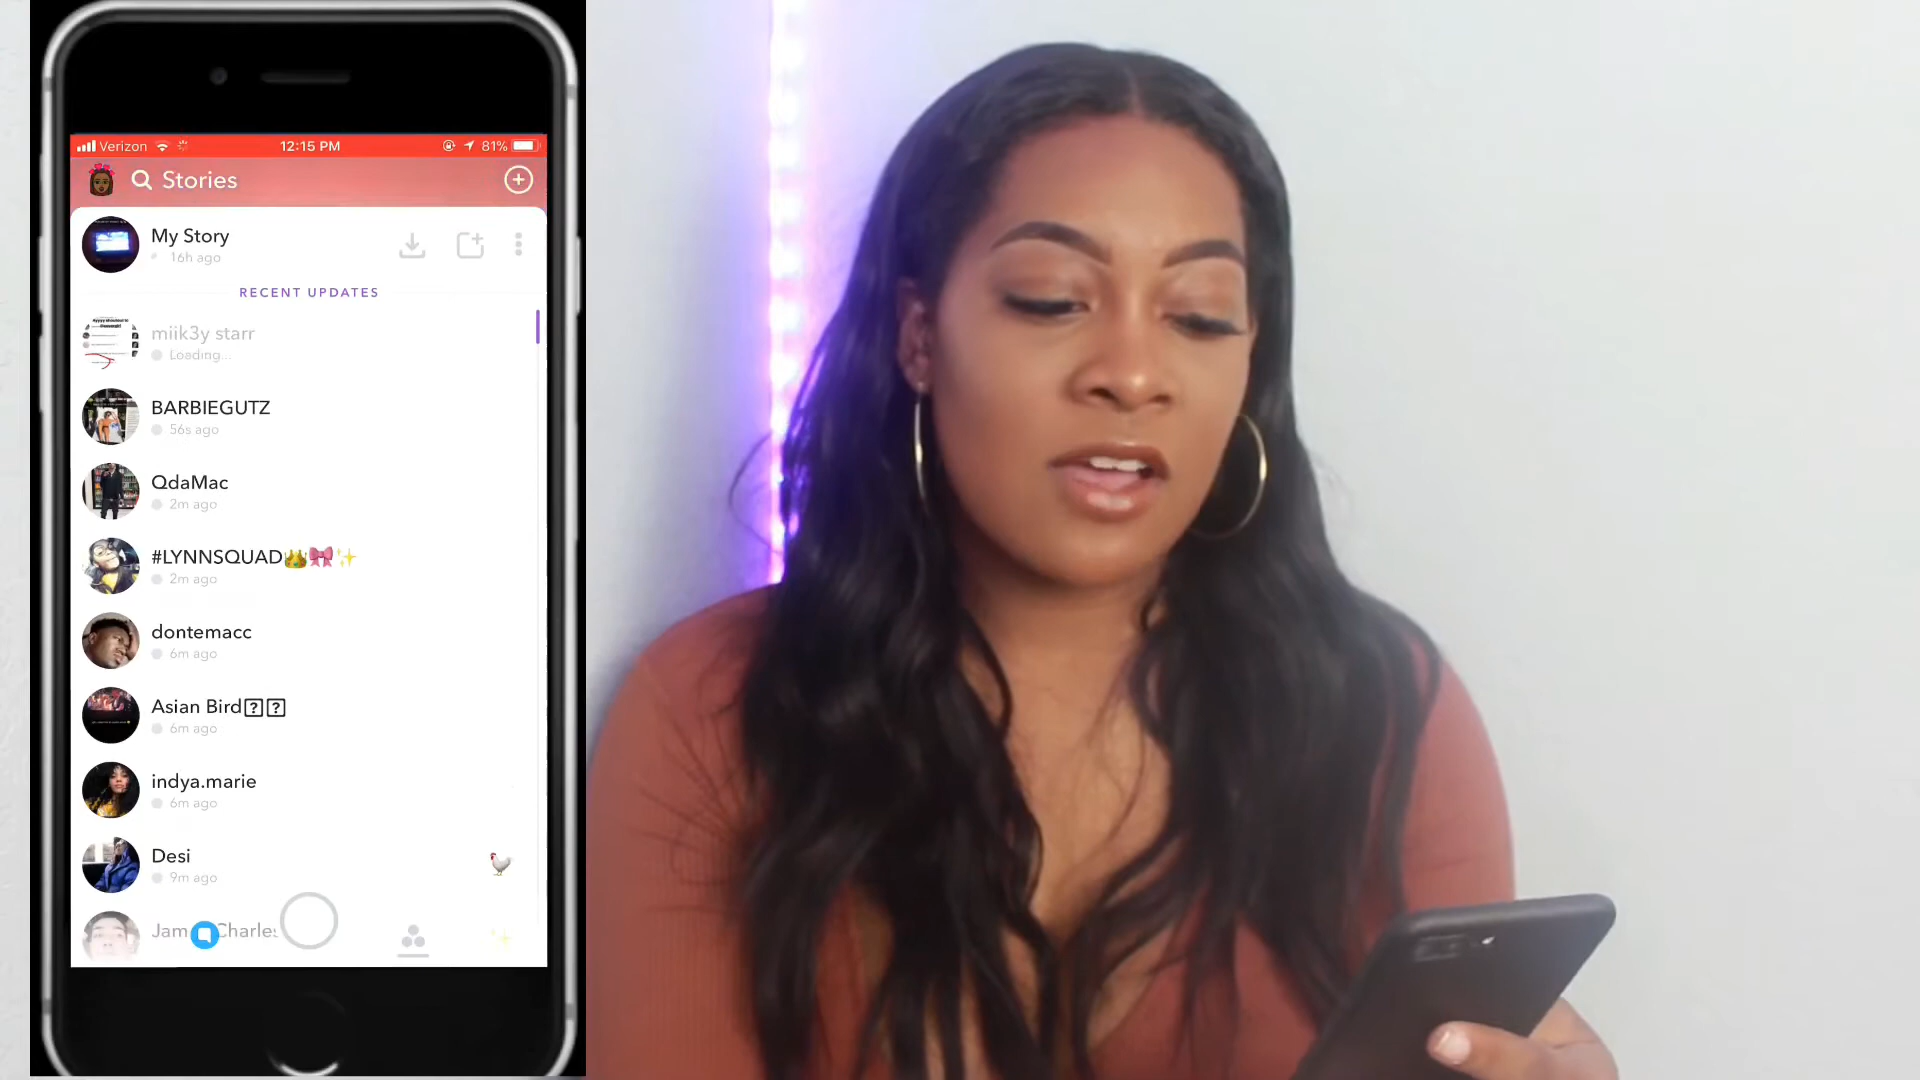 Verizon 12:15 PM 81%
Stories
My Story
16h ago
RECENT UPDATES
miik3y starr
Loading...
BARBIEGUTZ
56s ago
QdaMac
2m ago
#LYNNSQUAD👑🎀✨
2m ago
dontemacc
6m ago
Asian Bird
6m ago
indya.marie
6m ago
Desi
9m ago
Charles